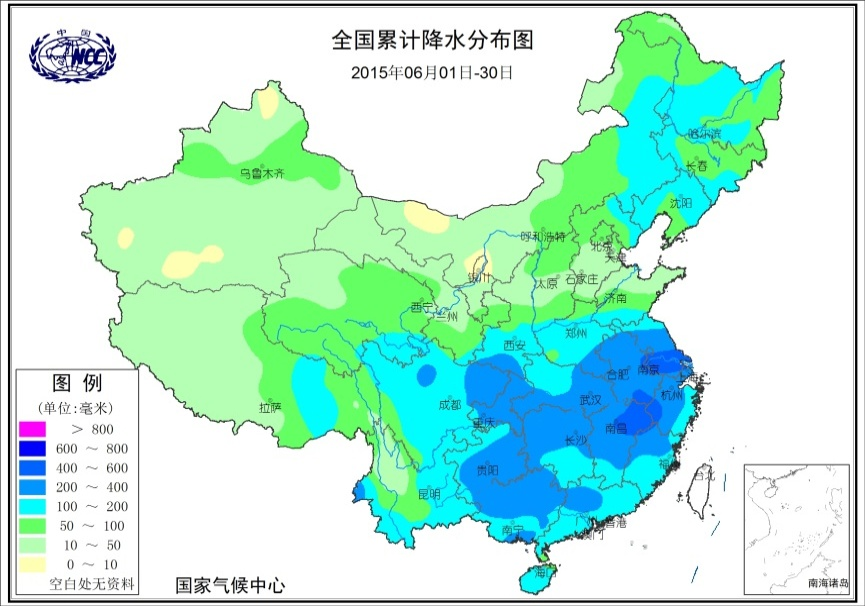 中国
NCC
全国累计降水分布图
2015年06月01日-30日
哈尔滨
长春
乌鲁木齐
沈阳
呼和浩特
北京
天津
银川
太原
石家庄
济南
西宁
兰州
西安
郑州
合肥
南京
上海
拉萨
成都
武汉
杭州
重庆
南昌
长沙
贵阳
福
台北
昆明
南宁
香港
澳门
海口
图 例
(单位:毫米)
> 800
600 ~ 800
400 ~ 600
200 ~ 400
100 ~ 200
50 ~ 100
10 ~ 50
0 ~ 10
空白处无资料
国家气候中心
南海诸岛